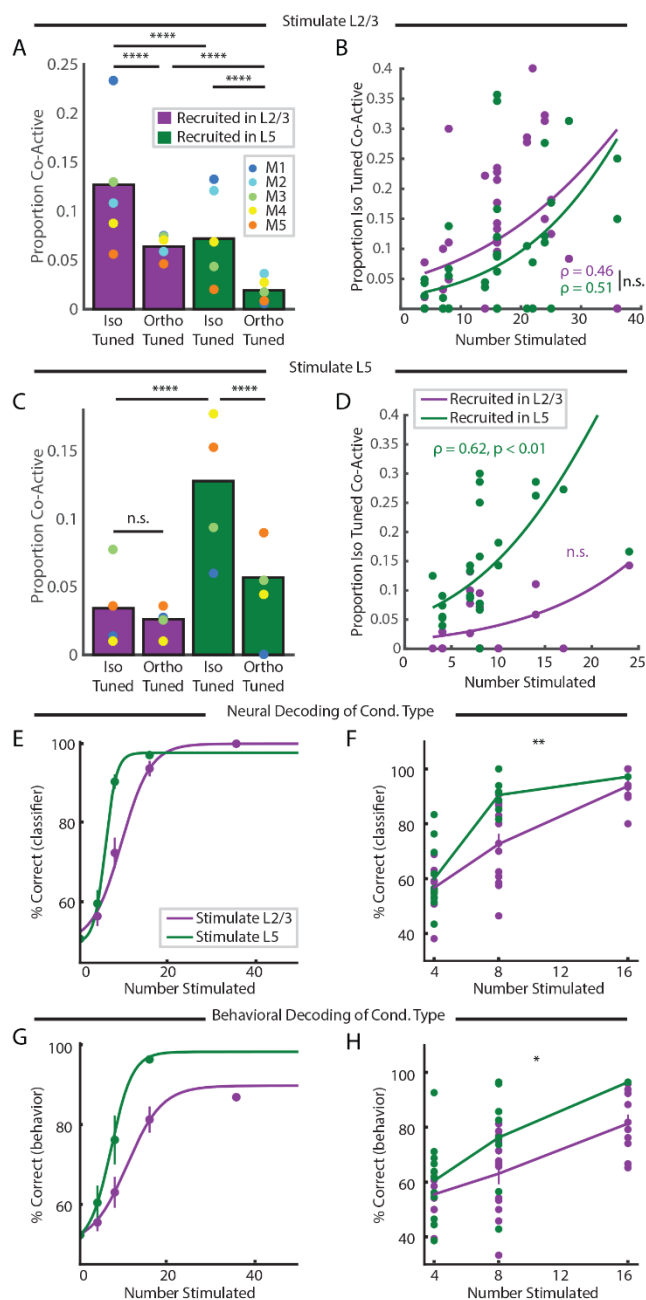 Stimulate L2/3
A
B
****
****
****
****
0.25
0.2
0.15
0.1
0.05
0
Proportion Co-Active
Recruited in L2/3
Recruited in L5
M1
M2
M3
M4
M5
Iso Tuned
Ortho Tuned
Iso Tuned
Ortho Tuned
0.4
0.35
0.3
0.25
0.2
0.15
0.1
0.05
0
Proportion Iso Tuned Co-Active
ρ = 0.46
ρ = 0.51
n.s.
0 10 20 30 40
Number Stimulated
Stimulate L5
C
D
****
****
n.s.
0.15
0.1
0.05
0
Proportion Co-Active
Iso Tuned
Ortho Tuned
Iso Tuned
Ortho Tuned
Recruited in L2/3
Recruited in L5
0.4
0.3
0.2
0.1
0
Proportion Iso Tuned Co-Active
ρ = 0.62, p < 0.01
n.s.
0 5 10 15 20 25
Number Stimulated
Neural Decoding of Cond. Type
E
F
100
80
60
% Correct (classifier)
Stimulate L2/3
Stimulate L5
0 20 40
Number Stimulated
**
100
80
60
40
% Correct (classifier)
4 8 12 16
Number Stimulated
Behavioral Decoding of Cond. Type
G
H
100
80
60
% Correct (behavior)
0 20 40
Number Stimulated
*
100
80
60
40
% Correct (behavior)
4 8 12 16
Number Stimulated